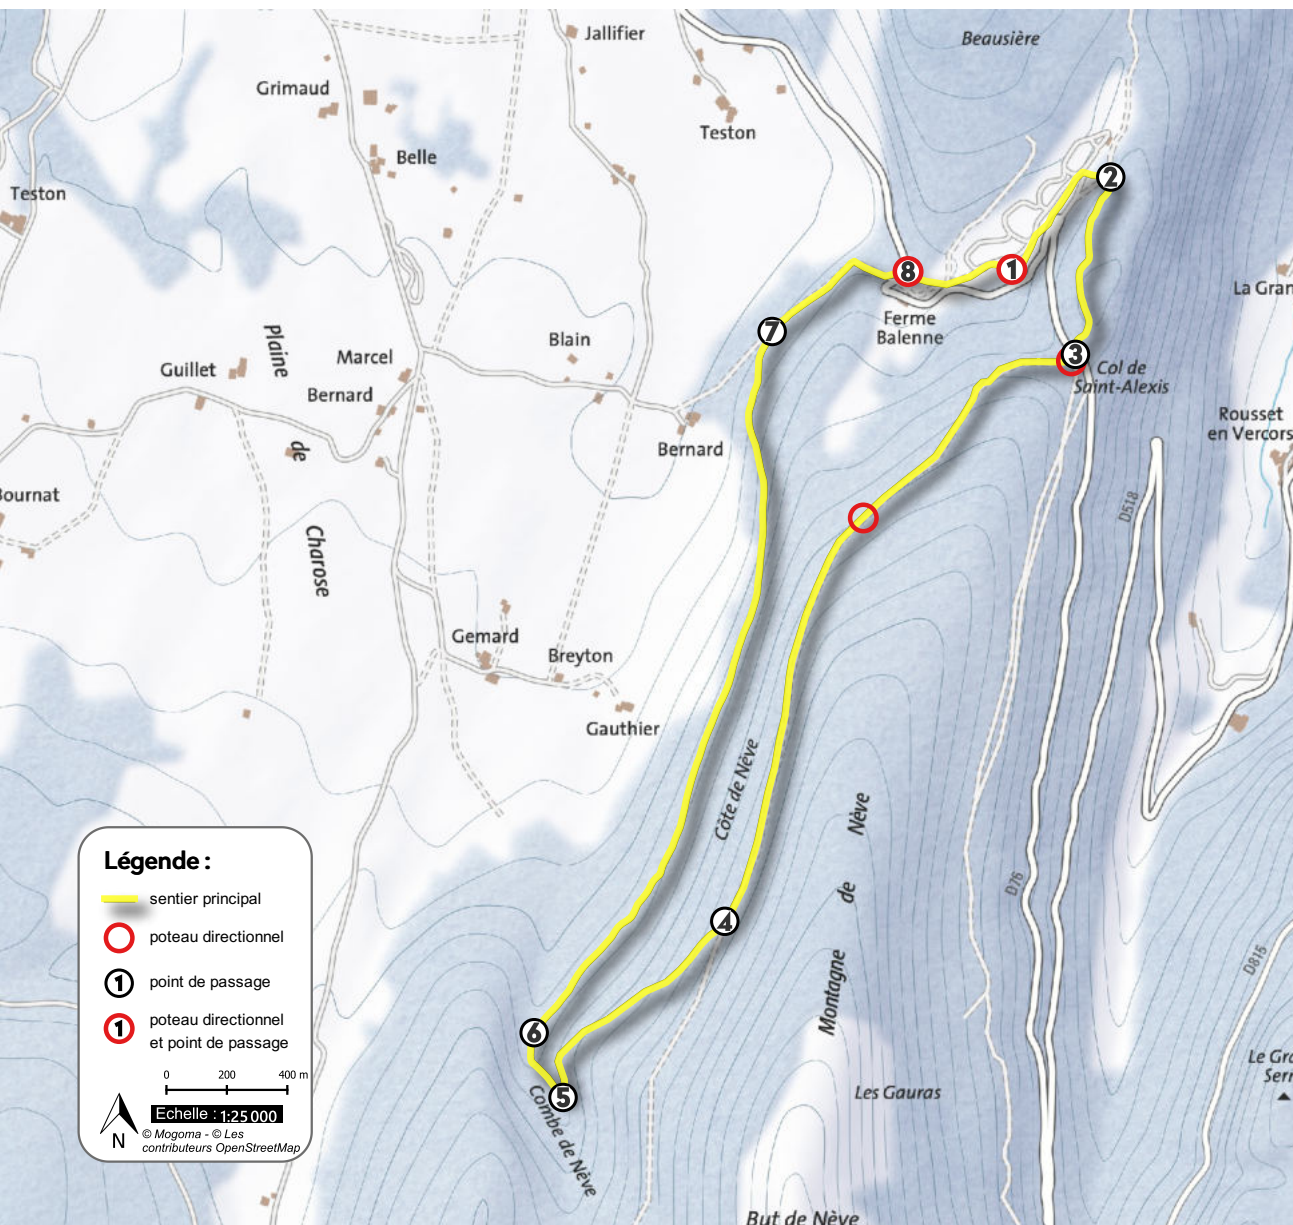 Beausière
Jallifier
Grimaud
Teston
Belle
Teston
2
8
1
La Gran
Ferme
Balenne
7
Plaine
Blain
Marcel
3
Col de
Saint-Alexis
Guillet
Bernard
Rousset
en Vercors
de
Bernard
Bournat
D518
Charose
Gemard
Breyton
Gauthier
Côte de Nève
Nève
de
Montagne
D76
4
D815
6
5
Combe de Nève
Les Gauras
Le Gra
Serr
But de Nève
Légende :
sentier principal
poteau directionnel
1 point de passage
1 poteau directionnel
et point de passage
0 200 400 m
Echelle : 1:25 000
N
© Mogoma - © Les
contributeurs OpenStreetMap